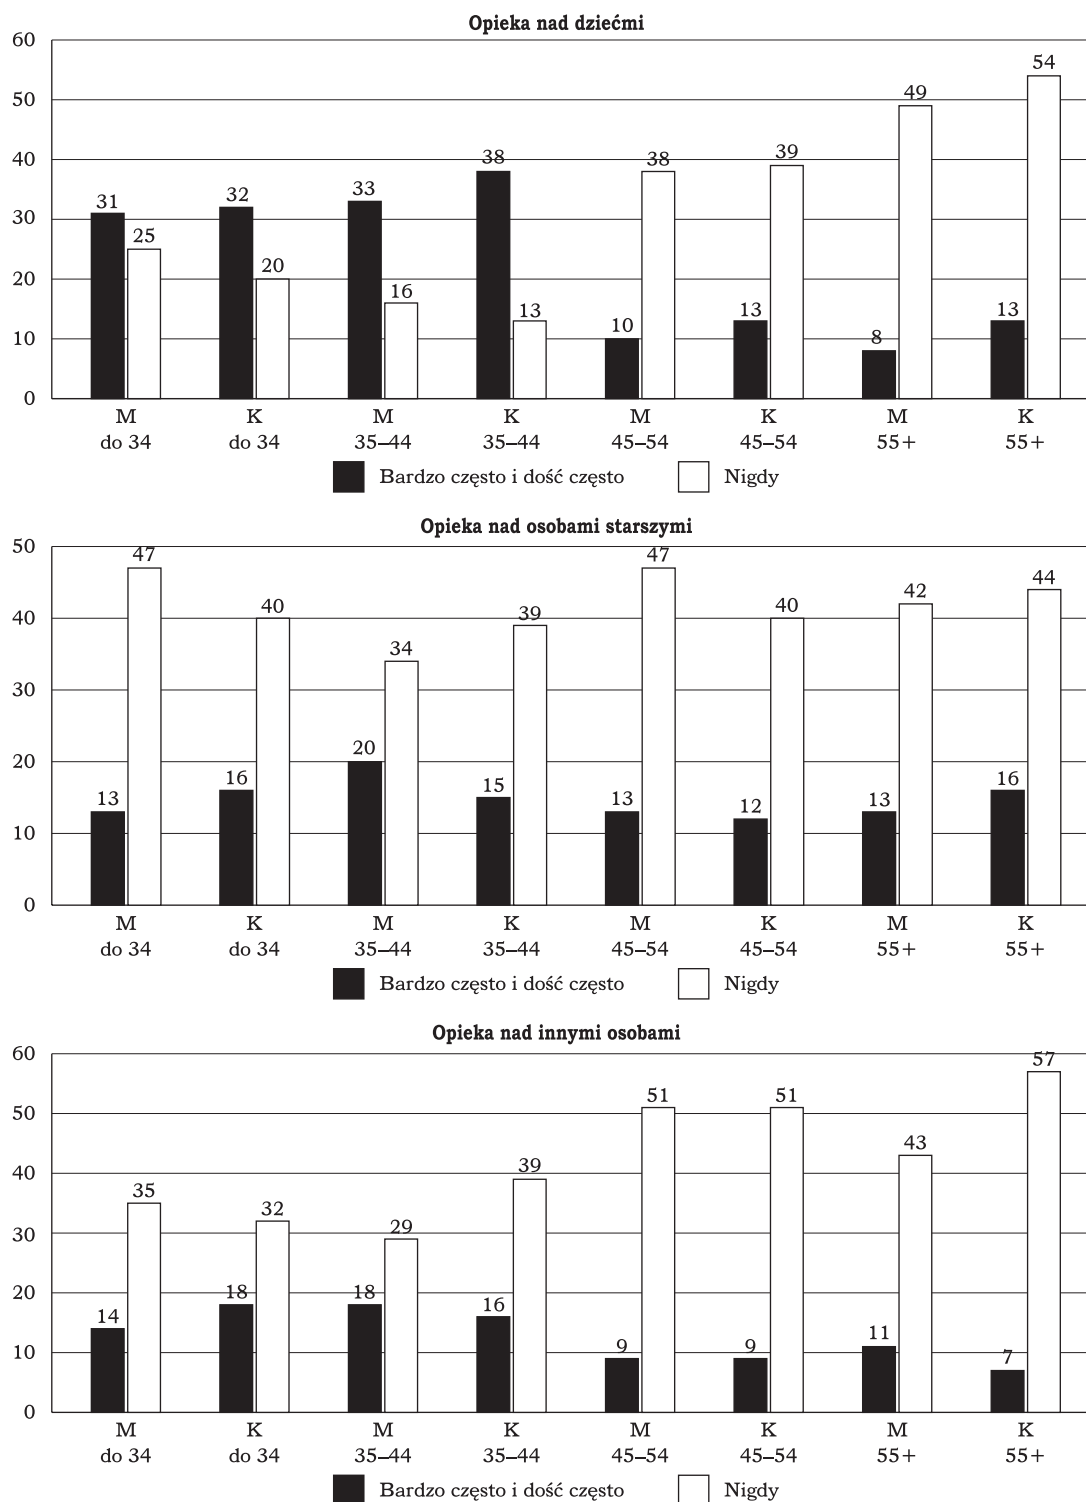 Opieka nad dziećmi
60
50
40
30
20
10
0
31 25 32 20 33 16 38 13 10 38 13 39 8 49 13 54
M K M K M K M K
do 34 do 34 35–44 35–44 45–54 45–54 55+ 55+
Bardzo często i dość często Nigdy
Opieka nad osobami starszymi
50
40
30
20
10
0
13 47 16 40 20 34 15 39 13 47 12 40 13 42 16 44
M K M K M K M K
do 34 do 34 35–44 35–44 45–54 45–54 55+ 55+
Bardzo często i dość często Nigdy
Opieka nad innymi osobami
60
50
40
30
20
10
0
14 35 18 32 18 29 16 39 9 51 9 51 11 43 7 57
M K M K M K M K
do 34 do 34 35–44 35–44 45–54 45–54 55+ 55+
Bardzo często i dość często Nigdy